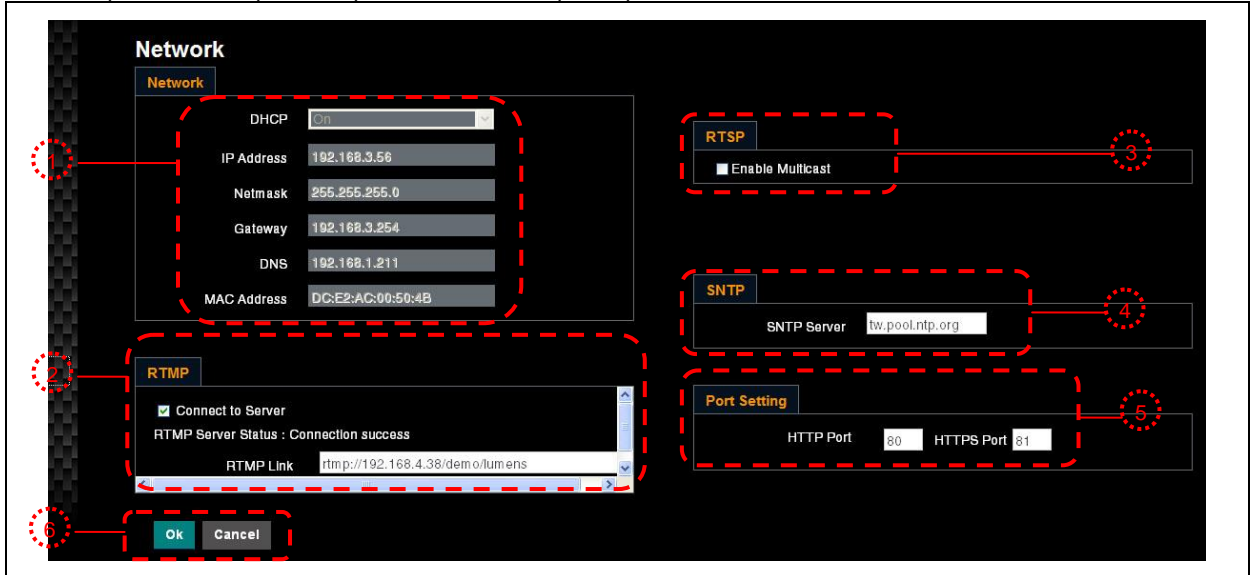 Network
Network
DHCP On
IP Address 192.168.3.56
Netmask 255.255.255.0
Gateway 192.168.3.254
DNS 192.168.1.211
MAC Address DC:E2:AC:00:50:4B
1
RTMP
Connect to Server
RTMP Server Status : Connection success
RTMP Link rtmp://192.168.4.38/demo/lumens
2
RTSP
Enable Multicast
3
SNTP
SNTP Server tw.pool.ntp.org
4
Port Setting
HTTP Port 80 HTTPS Port 81
5
6
Ok Cancel